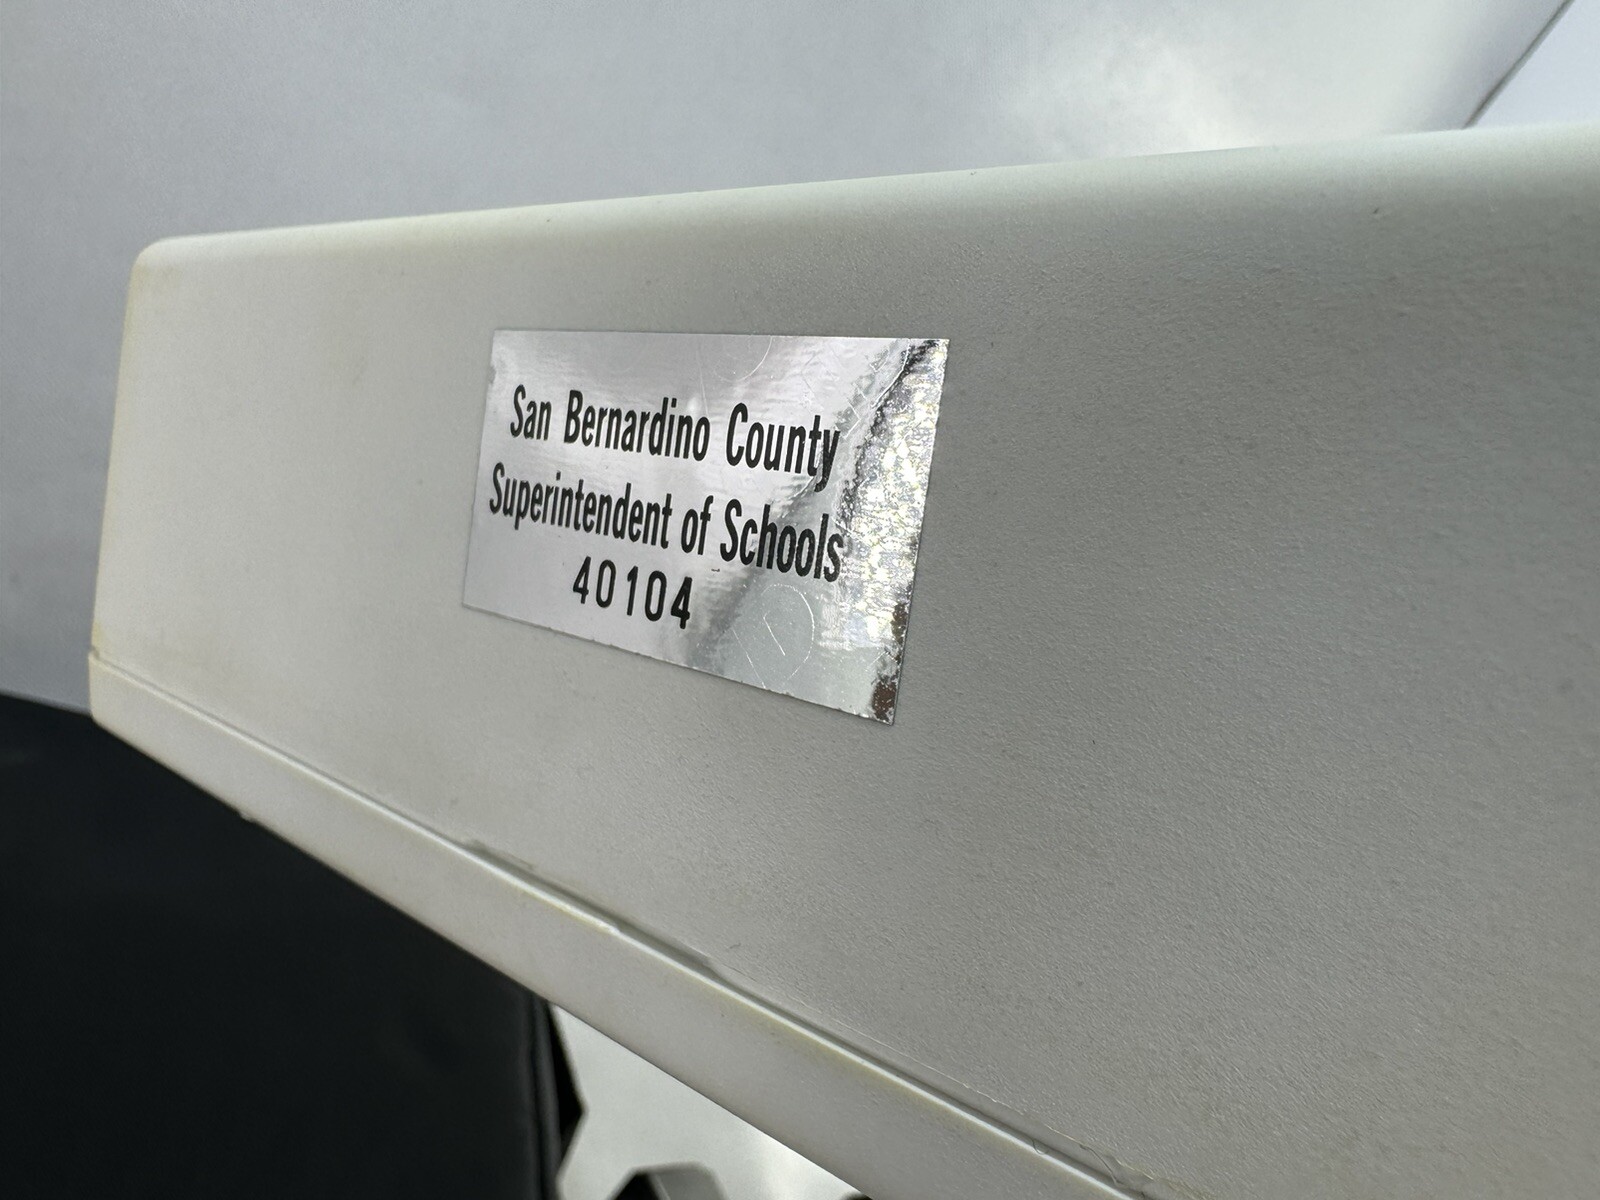 San Bernardino County
Superintendent of Schools
40104